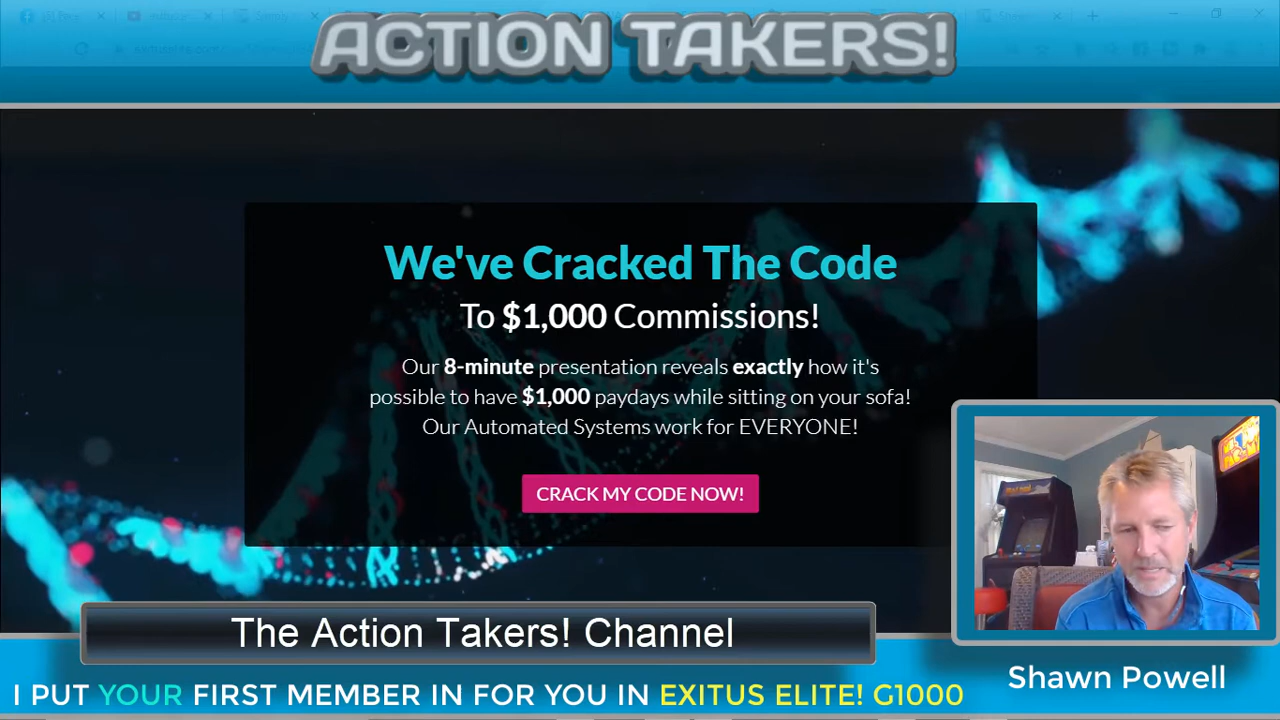 ACTION TAKERS!
We've Cracked The Code
To $1,000 Commissions!
Our 8-minute presentation reveals exactly how it's
possible to have $1,000 paydays while sitting on your sofa!
Our Automated Systems work for EVERYONE!
CRACK MY CODE NOW!
The Action Takers! Channel
Shawn Powell
I PUT YOUR FIRST MEMBER IN FOR YOU IN EXITUS ELITE! G1000